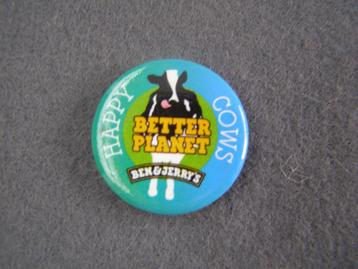 HAPPY
COWS
BETTER
PLANET
BEN & JERRY'S